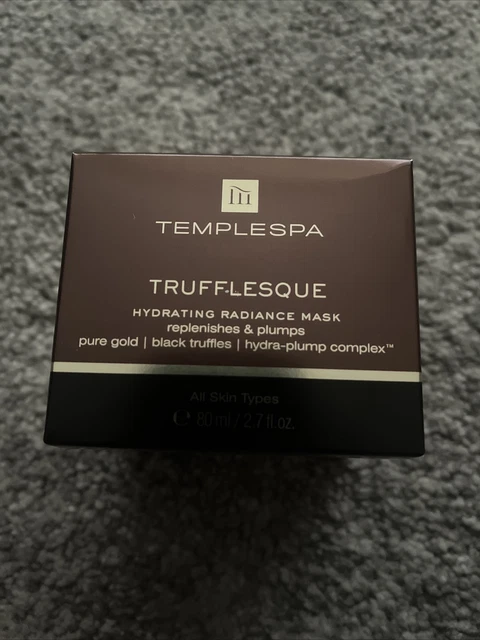 TEMPLESPA
TRUFFLESQUE
HYDRATING RADIANCE MASK
replenishes & plumps
pure gold | black truffles | hydra-plump complex™
All Skin Types
℮ 80 ml / 2.7 fl.oz.